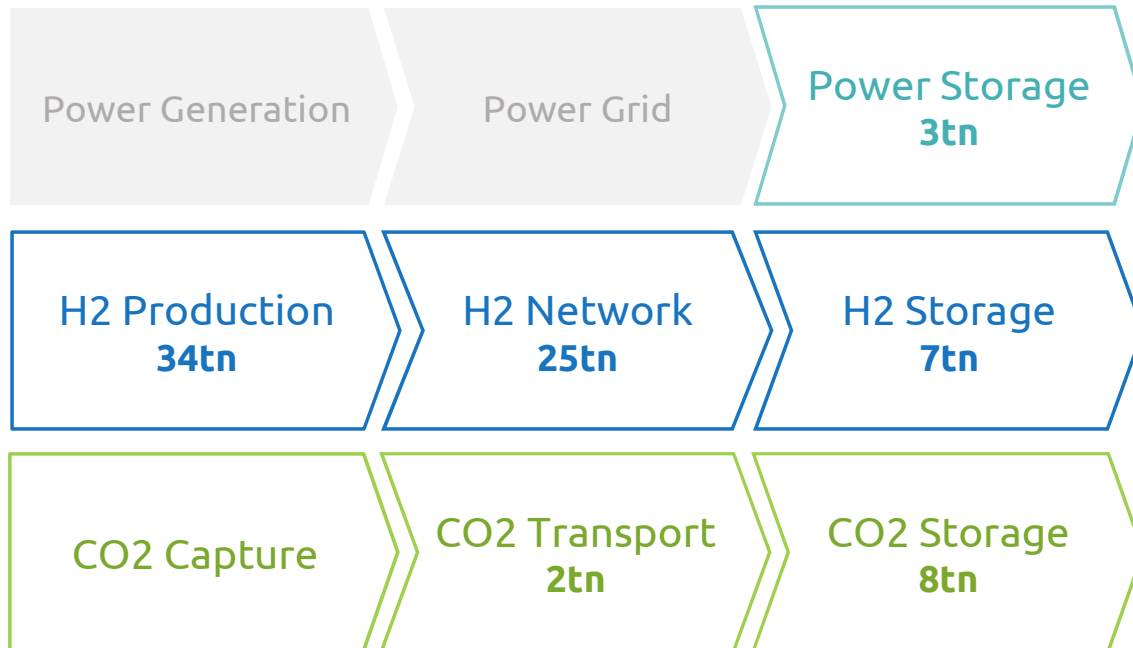 Power Generation
Power Grid
Power Storage
3tn
H2 Production
34tn
H2 Network
25tn
H2 Storage
7tn
CO2 Capture
CO2 Transport
2tn
CO2 Storage
8tn